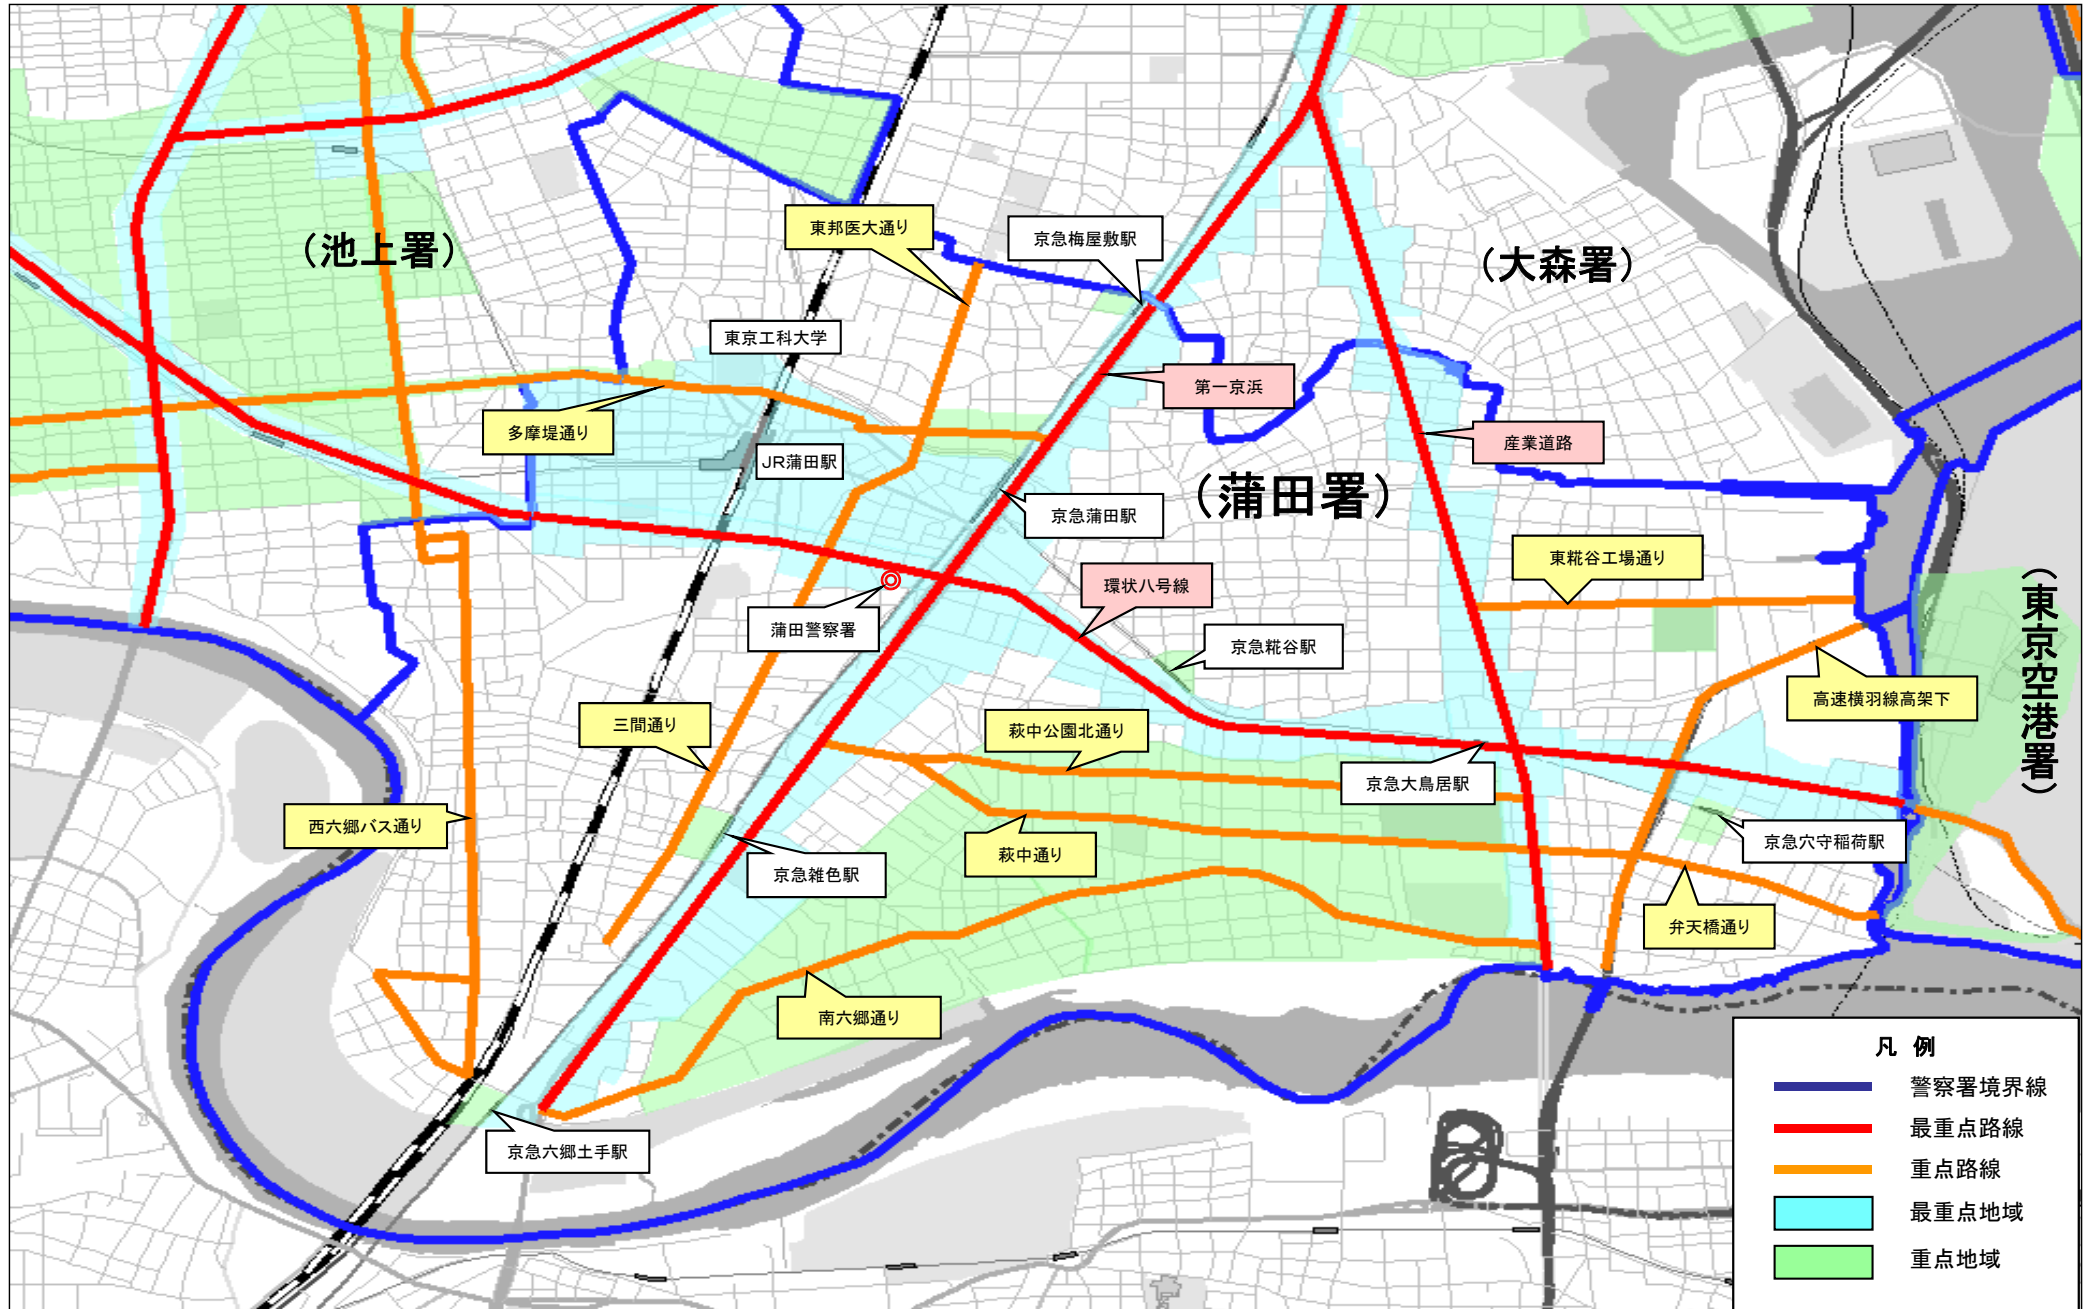 （池上署）
東邦医大通り
京急梅屋敷駅
（大森署）
東京工科大学
第一京浜
多摩堤通り
JR蒲田駅
産業道路
（蒲田署）
京急蒲田駅
東糀谷工場通り
環状八号線
蒲田警察署
京急糀谷駅
（東京空港署）
高速横羽線高架下
三間通り
萩中公園北通り
京急大鳥居駅
西六郷バス通り
京急穴守稲荷駅
萩中通り
京急雑色駅
弁天橋通り
南六郷通り
京急六郷土手駅
凡 例
警察署境界線
最重点路線
重点路線
最重点地域
重点地域